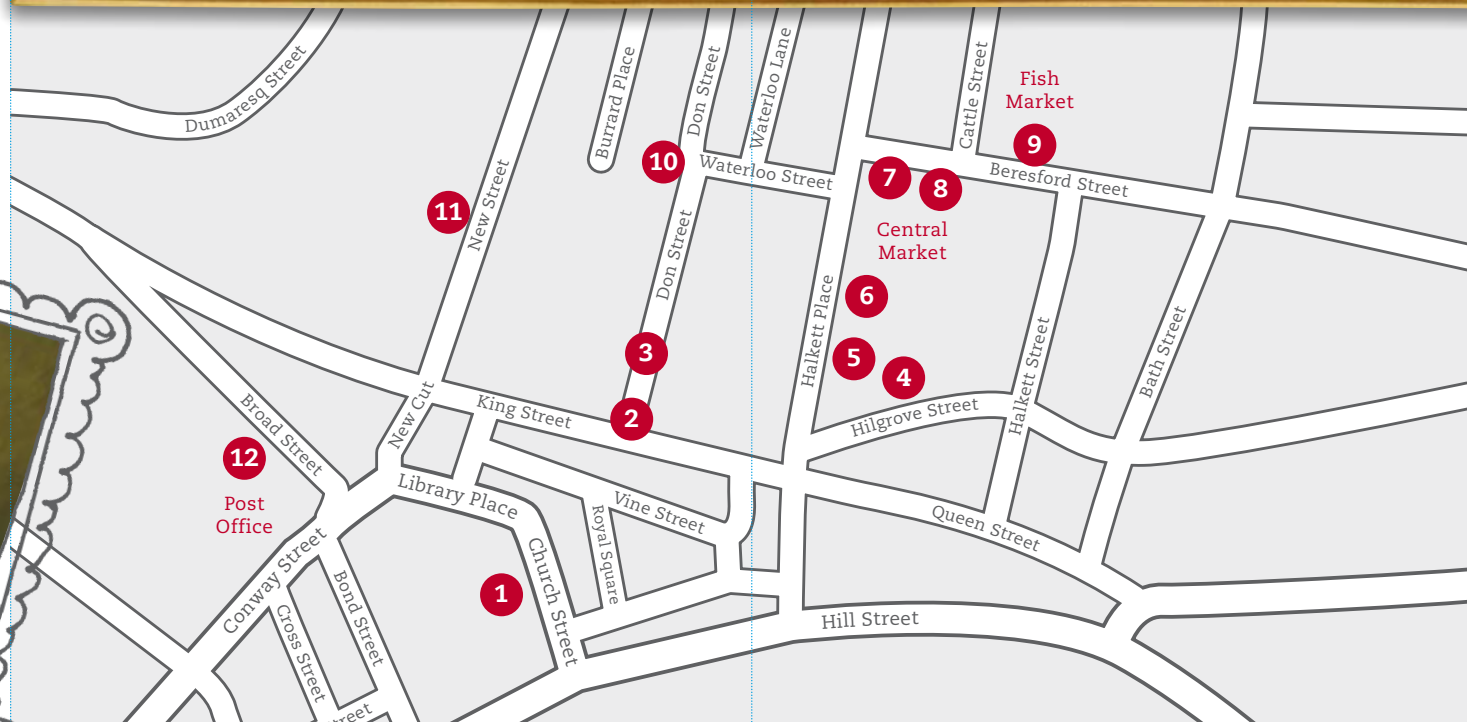 Dumaresq Street
Burrard Place
Don Street
Waterloo Lane
Cattle Street
Fish
Market
9
10
Waterloo Street
7
8
Beresford Street
11
New Street
Central
Market
Don Street
6
Halkett Place
3
5
4
Halkett Street
Bath Street
Broad Street
New Cut
King Street
2
Hilgrove Street
12
Post
Office
Library Place
Vine Street
Royal Square
Queen Street
Conway Street
Church Street
1
Bond Street
Cross Street
Hill Street